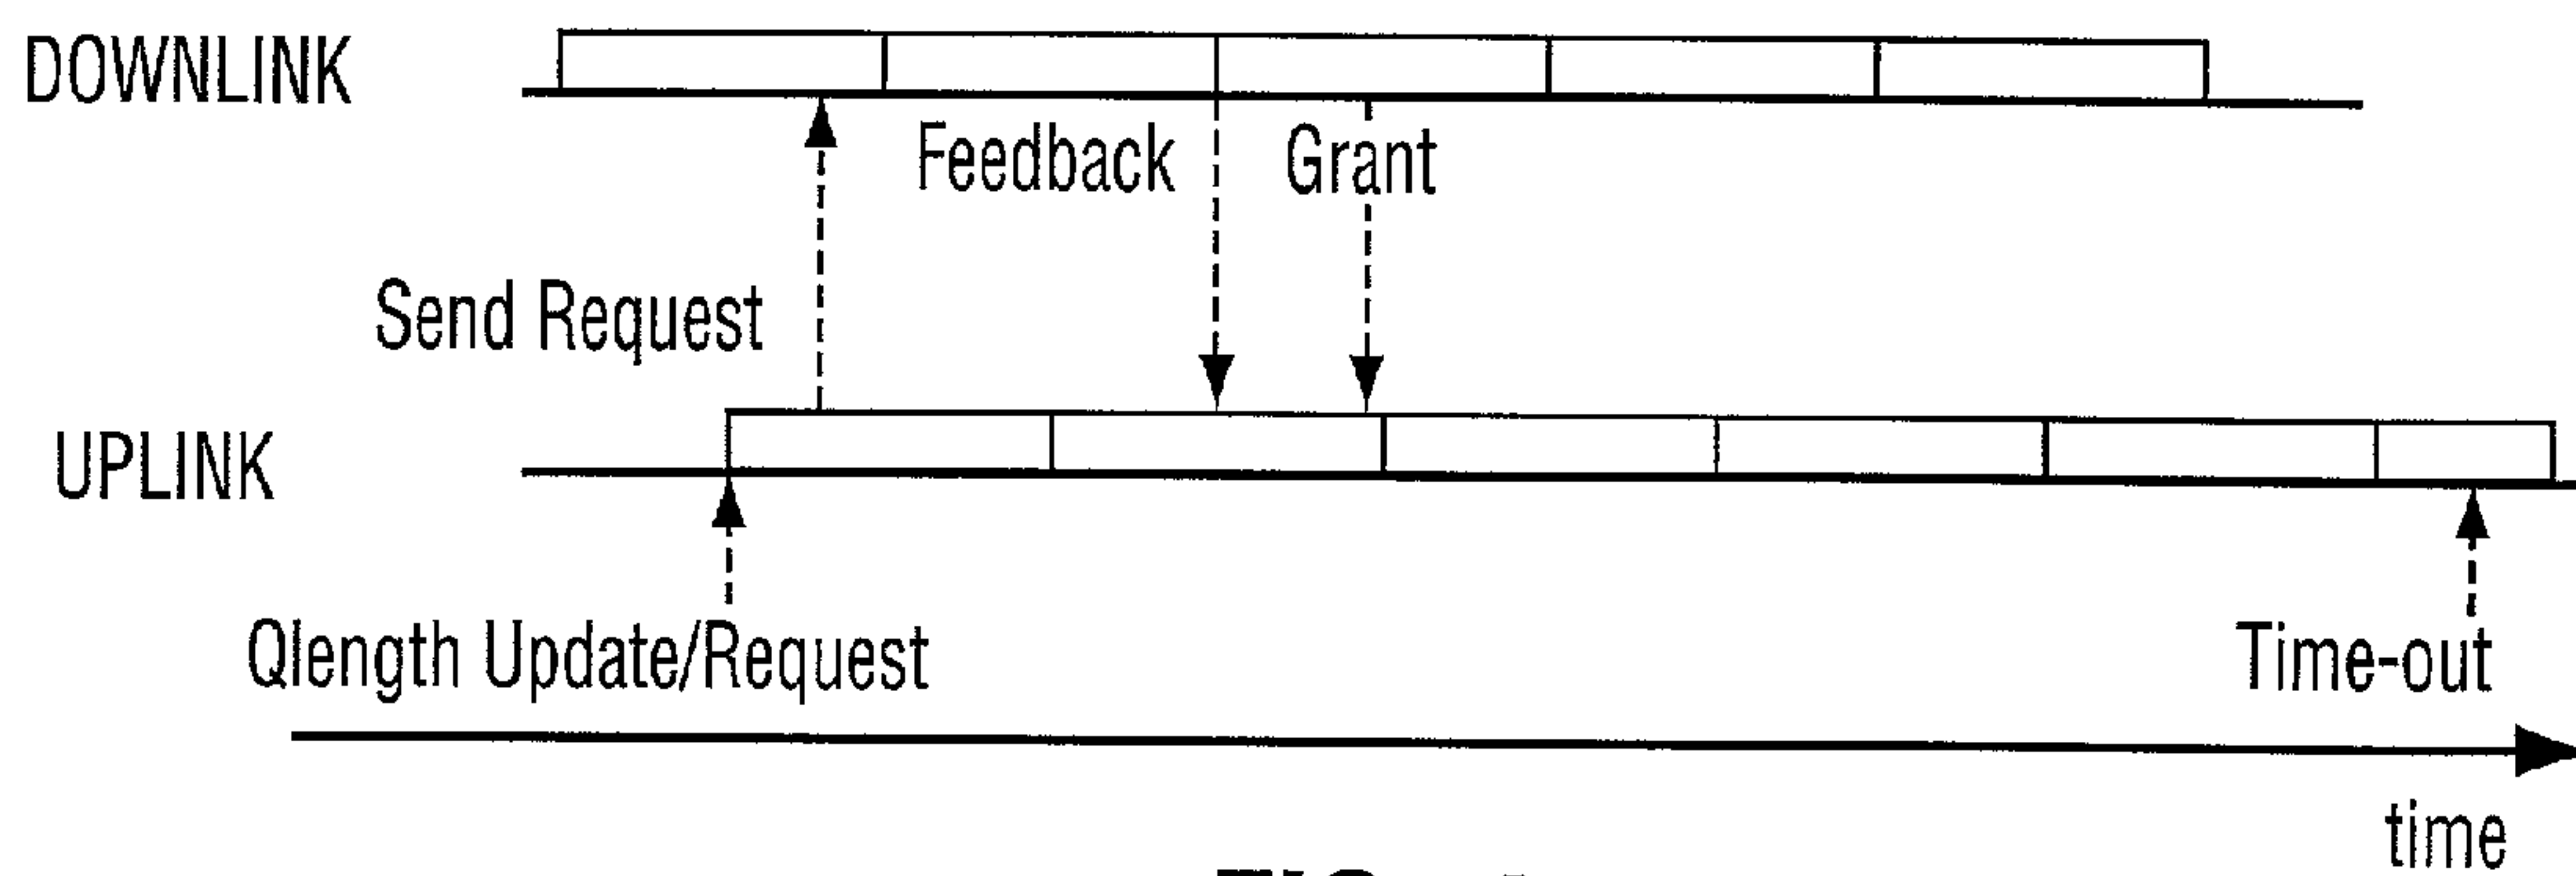 DOWNLINK
Feedback
Grant
Send Request
UPLINK
Qlength Update/Request
Time-out
time